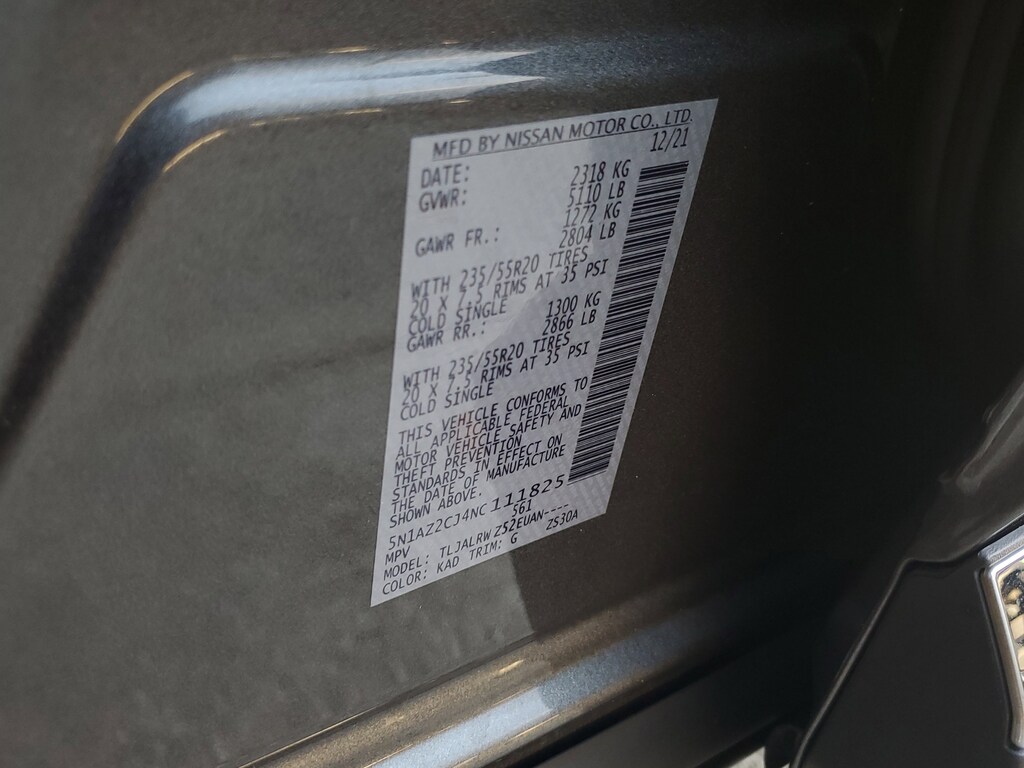 MFD BY NISSAN MOTOR CO., LTD.
DATE: 12/21
GVWR: 2318 KG
5110 LB
GAWR FR.: 1272 KG
2804 LB
WITH 235/55R20 TIRES
20 X 7.5 RIMS AT 35 PSI
COLD SINGLE
GAWR RR.: 1300 KG
2866 LB
WITH 235/55R20 TIRES
20 X 7.5 RIMS AT 35 PSI
COLD SINGLE
THIS VEHICLE CONFORMS TO
ALL APPLICABLE FEDERAL
MOTOR VEHICLE SAFETY AND
THEFT PREVENTION
STANDARDS IN EFFECT ON
THE DATE OF MANUFACTURE
SHOWN ABOVE.
5N1AZ2CJ4NC111825
MPV 561
MODEL: TLJALRWZ52EUAN----
COLOR: KAD TRIM: G ZS30A